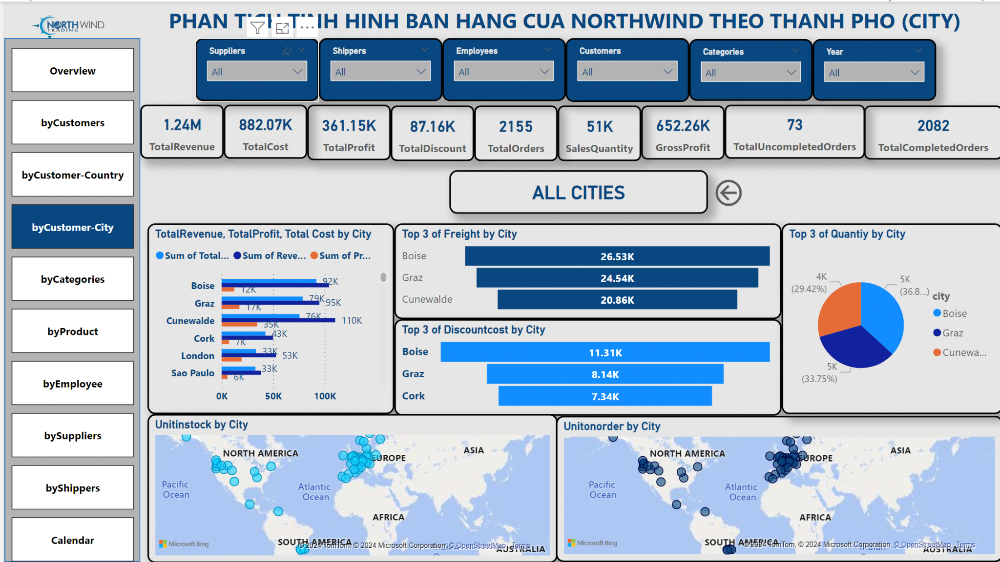 NORTHWIND
TRADING
PHAN TICH TINH HINH BAN HANG CUA NORTHWIND THEO THANH PHO (CITY)
Overview
byCustomers
byCustomer-Country
byCustomer-City
byCategories
byProduct
byEmployee
bySuppliers
byShippers
Calendar
Suppliers
All
Shippers
All
Employees
All
Customers
All
Categories
All
Year
All
1.24M
TotalRevenue
882.07K
TotalCost
361.15K
TotalProfit
87.16K
TotalDiscount
2155
TotalOrders
51K
SalesQuantity
652.26K
GrossProfit
73
TotalUncompletedOrders
2082
TotalCompletedOrders
ALL CITIES
TotalRevenue, TotalProfit, Total Cost by City
Sum of Total... Sum of Reve... Sum of Pr...
Boise 92K
12K
Graz 79K 95K
17K
Cunewalde 76K 110K
35K
Cork 43K
7K
London 33K 53K
Sao Paulo 33K
6K
0K 50K 100K
Top 3 of Freight by City
Boise 26.53K
Graz 24.54K
Cunewalde 20.86K
Top 3 of Discountcost by City
Boise 11.31K
Graz 8.14K
Cork 7.34K
Top 3 of Quantiy by City
4K
(29.42%)
5K
(36.8...)
5K
(33.75%)
city
Boise
Graz
Cunewa...
Unitinstock by City
NORTH AMERICA
EUROPE
ASIA
Pacific
Ocean
Atlantic
Ocean
AFRICA
SOUTH AMERICA
AUSTRALIA
Microsoft Bing
© 2024 TomTom, © 2024 Microsoft Corporation, © OpenStreetMap Terms
Unitonorder by City
NORTH AMERICA
EUROPE
ASIA
Pacific
Ocean
Atlantic
Ocean
AFRICA
SOUTH AMERICA
Indian
AUSTRALIA
Microsoft Bing
© 2024 TomTom, © 2024 Microsoft Corporation, © OpenStreetMap Terms